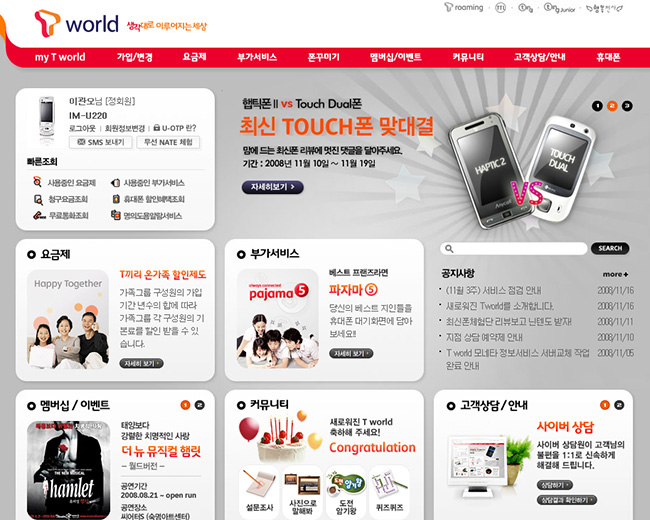 T roaming
Ting
Ting Junior
T world
생각대로 이루어지는 세상
my T world 가입/변경 요금제 부가서비스 폰꾸미기 멤버십/이벤트 커뮤니티 고객상담/안내 휴대폰
님 [정회원]
IM-U220
로그아웃 | 회원정보변경 | U-OTP 란?
SMS 보내기 무선 NATE 체험
빠른조회
사용중인 요금제 사용중인 부가서비스
청구요금조회 휴대폰 할인혜택조회
무료통화조회 명의도용알람서비스
햅틱폰 II vs Touch Dual폰
최신 TOUCH폰 맞대결
맘에 드는 최신폰 리뷰에 멋진 댓글을 달아주세요.
기간 : 2008년 11월 10일 ~ 11월 19일
자세히보기
1 2 3
HAPTIC 2
VS
TOUCH DUAL
Anycall
요금제
Happy Together
T끼리 온가족 할인제도
가족그룹 구성원의 가입
기간 년수의 합에 따라
가족그룹 각 구성원의 기
본료를 할인 받을 수 있
습니다.
자세히 보기
부가서비스
always connected
pajama 5
베스트 프랜즈라면
파자마 5
당신의 베스트 지인들을
휴대폰 대기화면에 담아
보세요!!
자세히 보기
SEARCH
공지사항 more +
(11월 3주) 서비스 점검 안내 2008/11/16
새로워진 Tworld를 소개합니다. 2008/11/16
최신폰체험단 리뷰보고 닌텐도 받자! 2008/11/11
지점 상담 예약제 안내 2008/11/10
T world 모네타 정보서비스 서버교체 작업 2008/11/05
완료 안내
멤버십 / 이벤트 1 2
hamlet
태양보다
강렬한 치명적인 사랑
더 뉴 뮤지컬 햄릿
- 월드버전 -
공연기간
2008.08.21 ~ open run
공연장소
씨어터S (숙명아트센터)
커뮤니티
새로워진 T world
축하해 주세요!
Congratulation
설문조사
사진으로
말해봐
도전
암기왕
퀴즈퀴즈
고객상담 / 안내 1 2
사이버 상담
사이버 상담원이 고객님의
불편을 1:1로 신속하게
해결해 드립니다.
상담하기
상담결과 확인하기